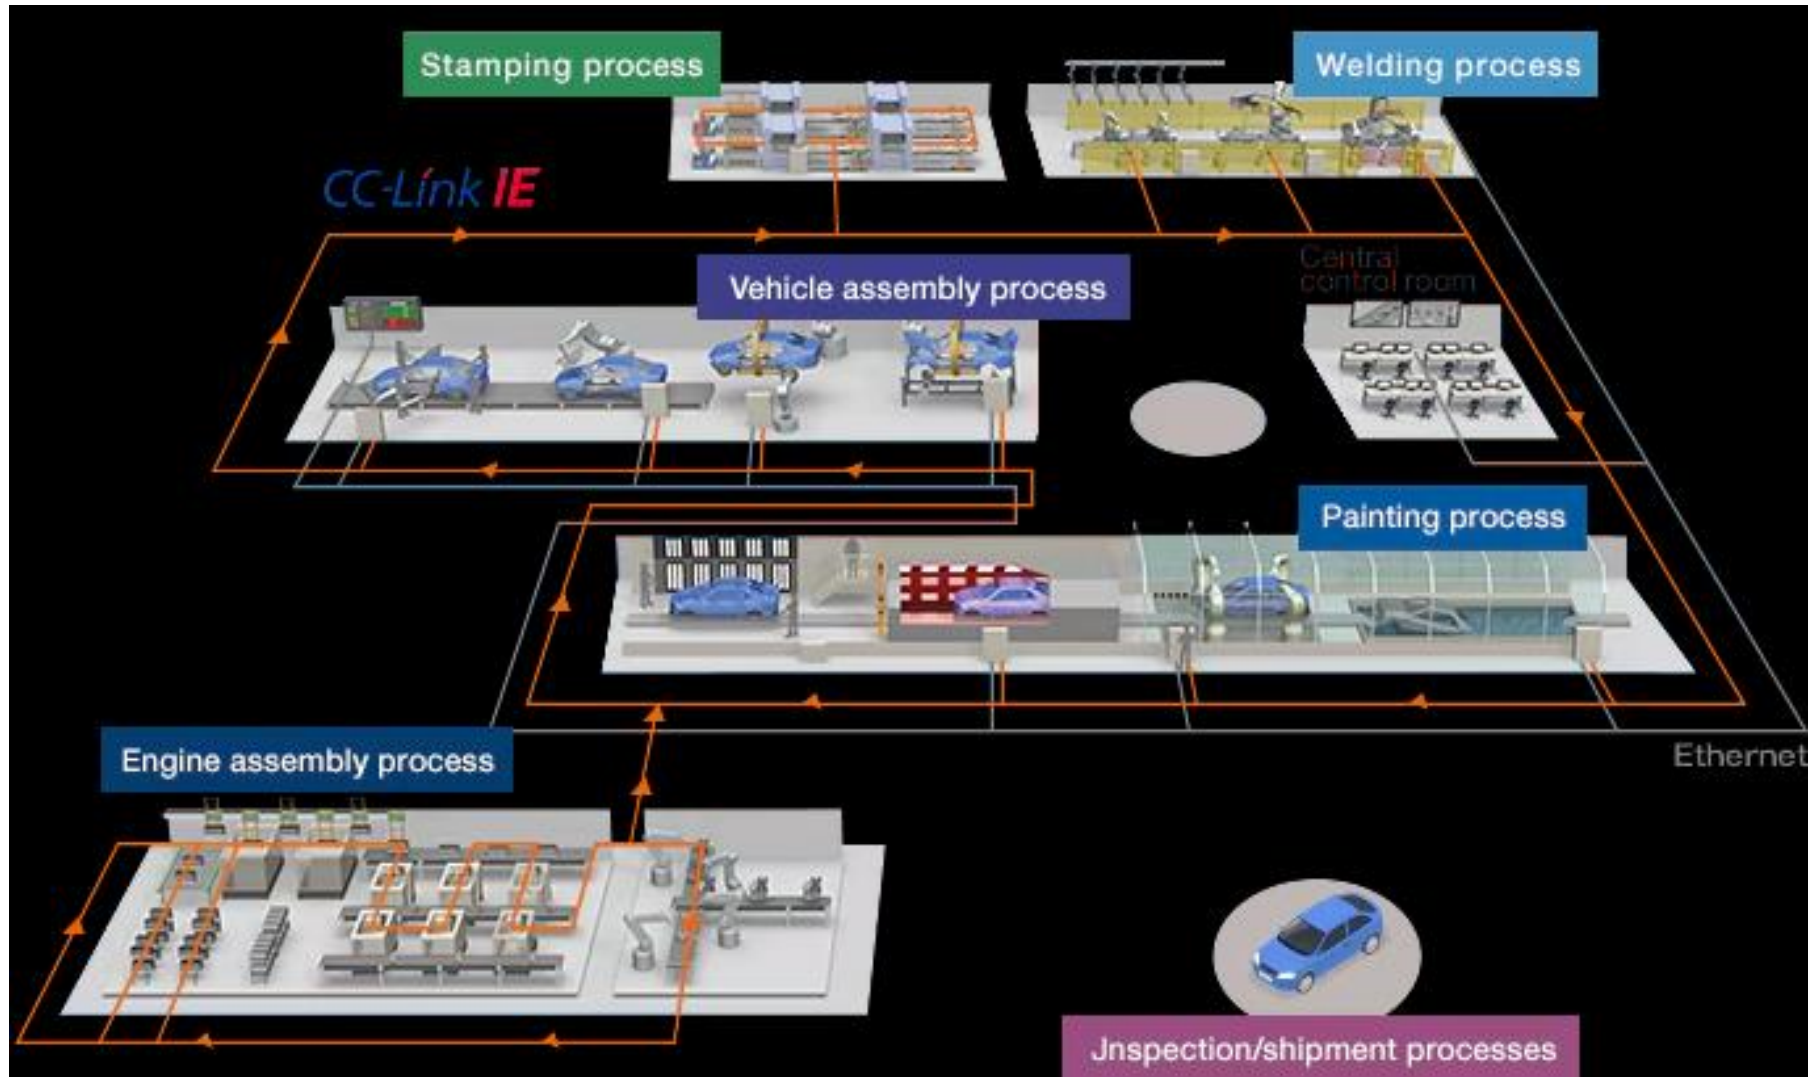 Stamping process
Welding process
CC-Link IE
Central
control room
Vehicle assembly process
Painting process
Engine assembly process
Ethernet
Jnspection/shipment processes